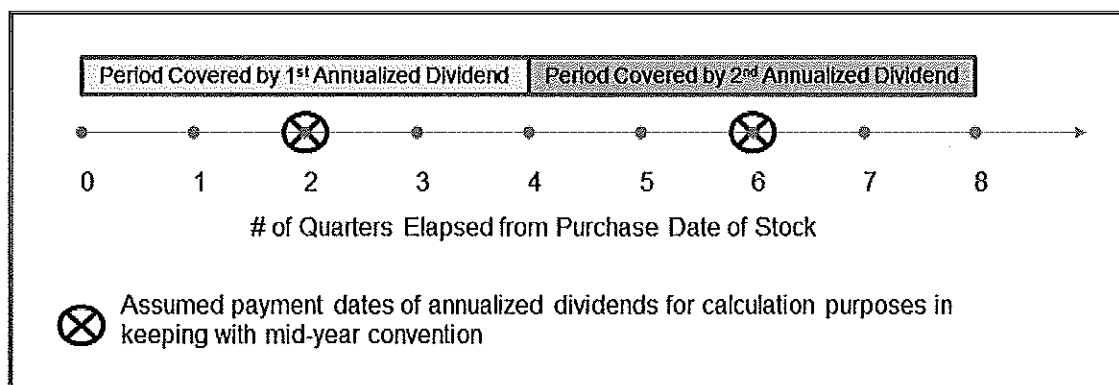 Period Covered by 1st Annualized Dividend Period Covered by 2nd Annualized Dividend
0 1 2 3 4 5 6 7 8
# of Quarters Elapsed from Purchase Date of Stock
Assumed payment dates of annualized dividends for calculation purposes in
keeping with mid-year convention